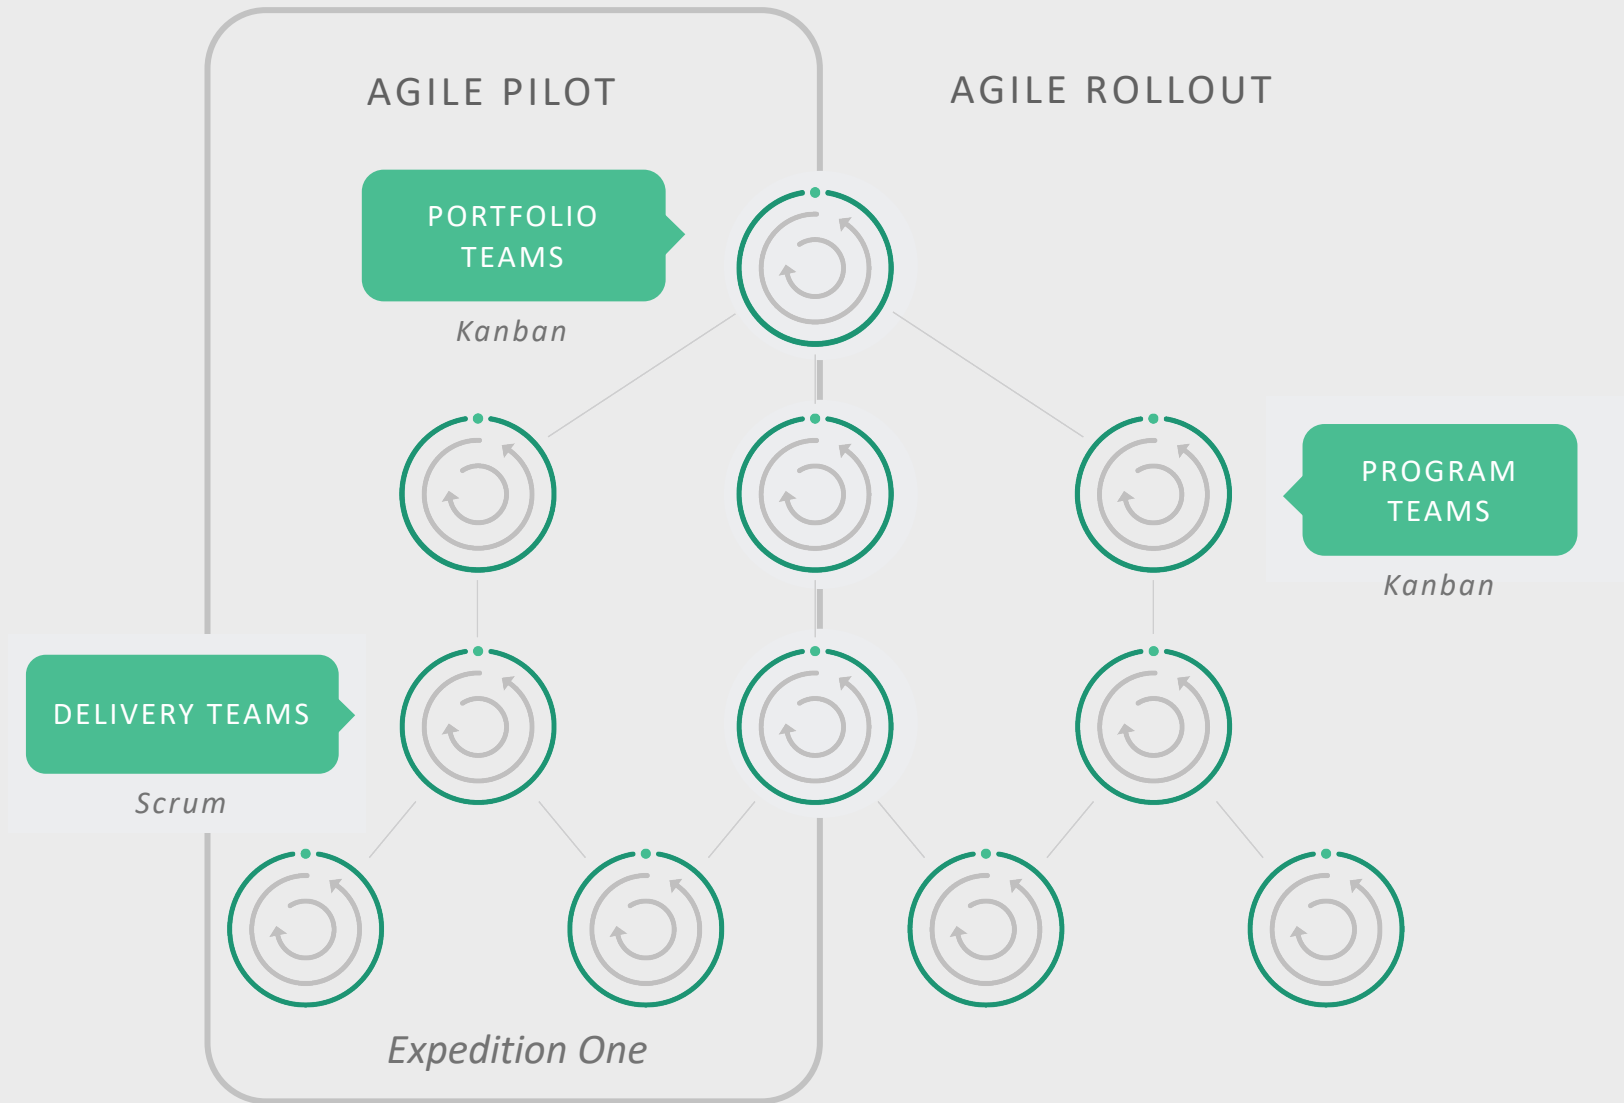 AGILE PILOT
AGILE ROLLOUT
PORTFOLIO
TEAMS
Kanban
PROGRAM
TEAMS
Kanban
DELIVERY TEAMS
Scrum
Expedition One